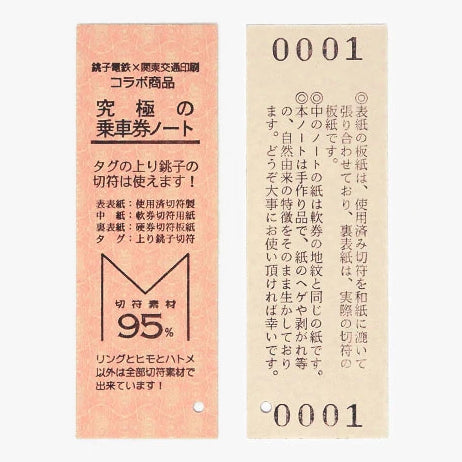 銚子電鉄×関東交通印刷
コラボ商品
究極の
乗車券ノート
タグの上り銚子の
切符は使えます！
表表紙：使用済切符製
中　紙：軟券切符用紙
裏表紙：硬券切符板紙
タ　グ：上り銚子切符
切符素材
95%
リングとヒモとハトメ
以外は全部切符素材で
出来ています！
0001
◎表紙の板紙は、使用済み切符を和紙に漉いて
張り合わせており、裏表紙は、実際の切符の
板紙です。
◎中のノートの紙は軟券の地紋と同じの紙です。
◎本ノートは手作り品で、紙のヘゲや剥がれ等
の、自然由来の特徴をそのまま生かしており
ます。どうぞ大事にお使い頂ければ幸いです。
0001